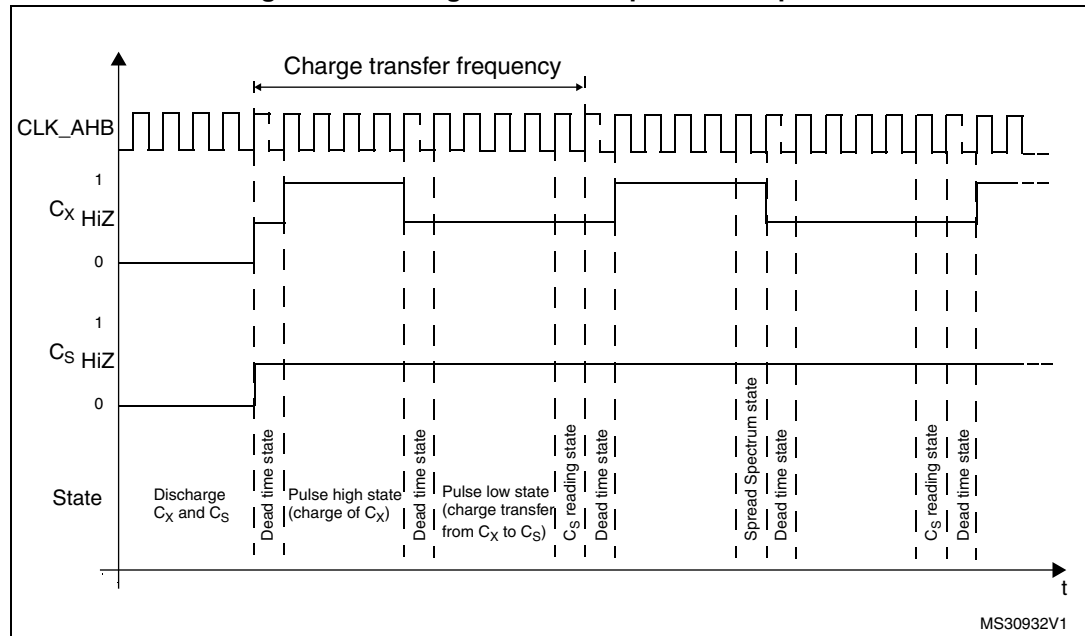 Charge transfer frequency
CLK_AHB
1
CX HiZ
0
1
CS HiZ
0
State
Discharge
CX and CS
Dead time state
Pulse high state
(charge of CX)
Dead time state
Pulse low state
(charge transfer
from CX to CS)
CS reading state
Dead time state
Spread Spectrum state
Dead time state
CS reading state
Dead time state
t
MS30932V1